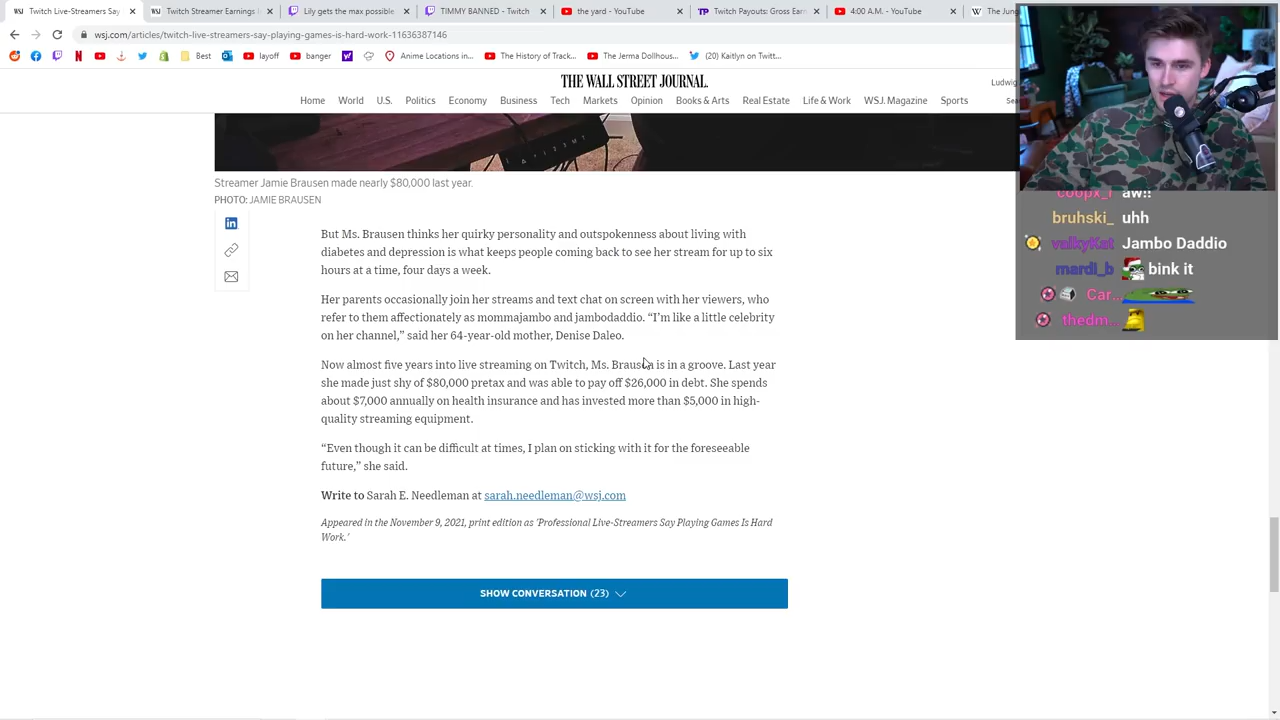 Twitch Live-Streamers Say
Twitch Streamer Earnings I
Lily gets the max possible
TIMMY BANNED - Twitch
the yard - YouTube
Twitch Payouts: Gross Earn
4:00 A.M. - YouTube
The Jung
wsj.com/articles/twitch-live-streamers-say-playing-games-is-hard-work-11636387146
Best
layoff
banger
Anime Locations in...
The History of Track...
The Jerma Dollhous...
(20) Kaitlyn on Twitt...
THE WALL STREET JOURNAL.
Ludwig
Home World U.S. Politics Economy Business Tech Markets Opinion Books & Arts Real Estate Life & Work WSJ. Magazine Sports
Sea
Streamer Jamie Brausen made nearly $80,000 last year.
PHOTO: JAMIE BRAUSEN
But Ms. Brausen thinks her quirky personality and outspokenness about living with
diabetes and depression is what keeps people coming back to see her stream for up to six
hours at a time, four days a week.
Her parents occasionally join her streams and text chat on screen with her viewers, who
refer to them affectionately as mommajambo and jambodaddio. “I’m like a little celebrity
on her channel,” said her 64-year-old mother, Denise Daleo.
Now almost five years into live streaming on Twitch, Ms. Brausen is in a groove. Last year
she made just shy of $80,000 pretax and was able to pay off $26,000 in debt. She spends
about $7,000 annually on health insurance and has invested more than $5,000 in high-
quality streaming equipment.
“Even though it can be difficult at times, I plan on sticking with it for the foreseeable
future,” she said.
Write to Sarah E. Needleman at sarah.needleman@wsj.com
Appeared in the November 9, 2021, print edition as 'Professional Live-Streamers Say Playing Games Is Hard
Work.'
SHOW CONVERSATION (23)
coopx_r aw!!
bruhski_ uhh
valkyKat Jambo Daddio
mardi_b bink it
Car...
thedm...